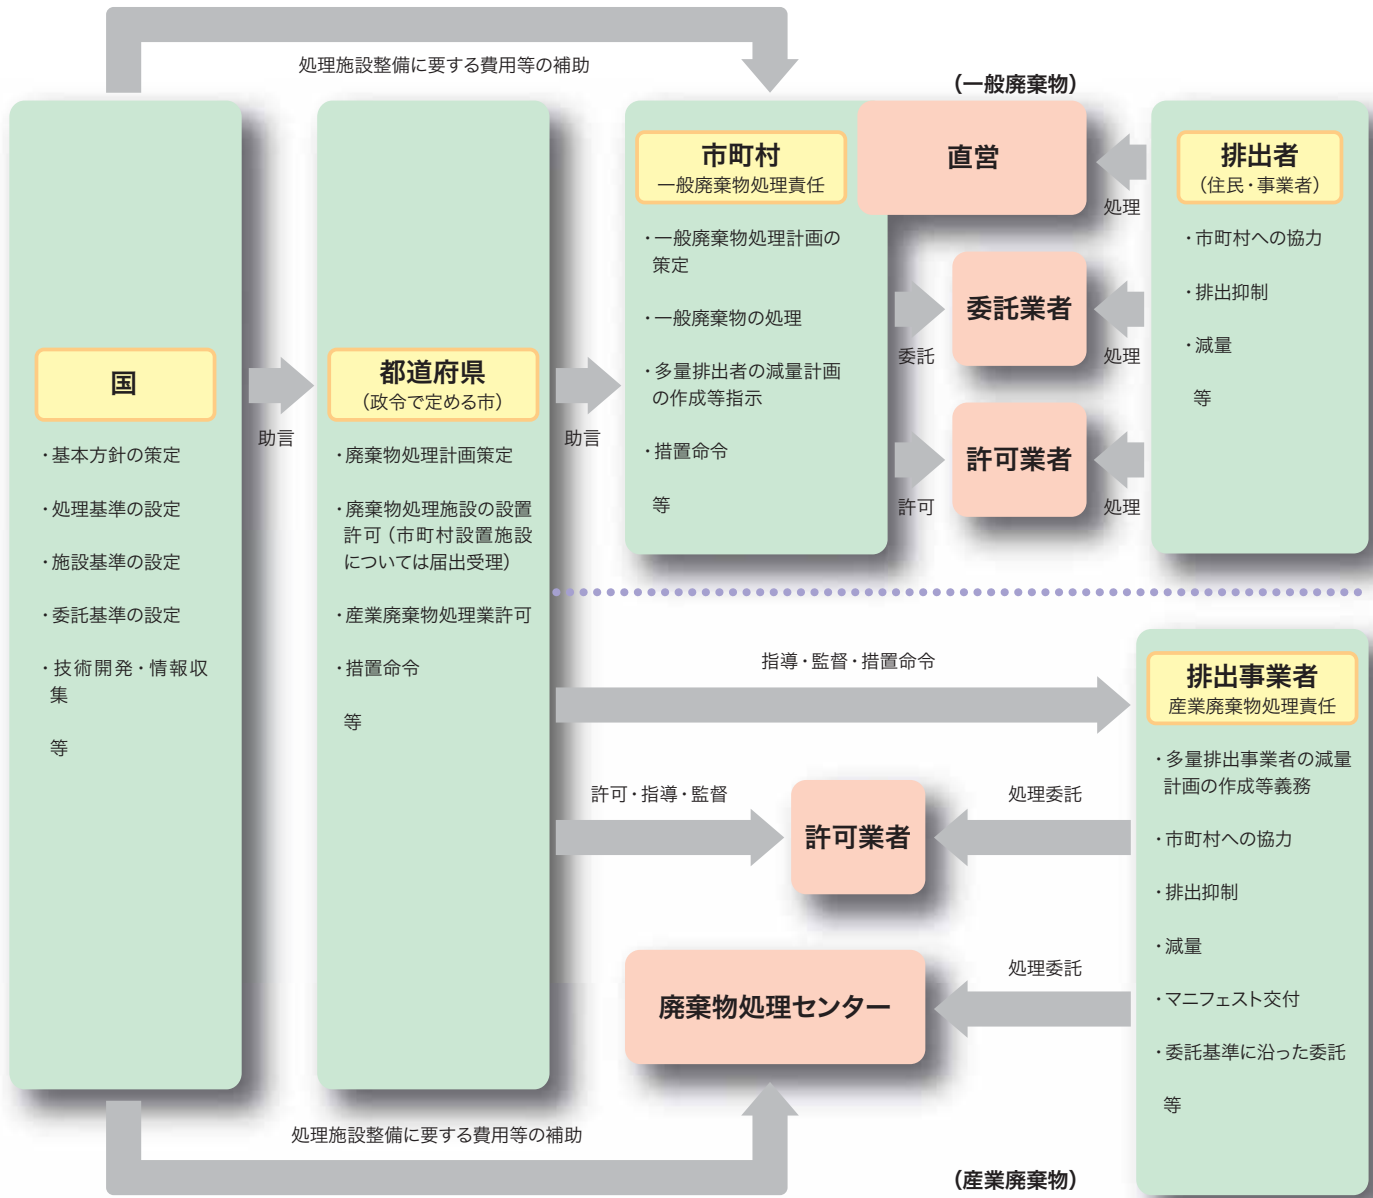 処理施設整備に要する費用等の補助
国
・基本方針の策定
・処理基準の設定
・施設基準の設定
・委託基準の設定
・技術開発・情報収
集
等
助言
都道府県
（政令で定める市）
・廃棄物処理計画策定
・廃棄物処理施設の設置
許可（市町村設置施設
については届出受理）
・産業廃棄物処理業許可
・措置命令
等
助言
（一般廃棄物）
市町村
一般廃棄物処理責任
・一般廃棄物処理計画の
策定
・一般廃棄物の処理
・多量排出者の減量計画
の作成等指示
・措置命令
等
直営
処理
委託
委託業者
処理
許可
許可業者
処理
排出者
（住民・事業者）
・市町村への協力
・排出抑制
・減量
等
指導・監督・措置命令
許可・指導・監督
許可業者
処理委託
廃棄物処理センター
処理委託
排出事業者
産業廃棄物処理責任
・多量排出事業者の減量
計画の作成等義務
・市町村への協力
・排出抑制
・減量
・マニフェスト交付
・委託基準に沿った委託
等
処理施設整備に要する費用等の補助
（産業廃棄物）